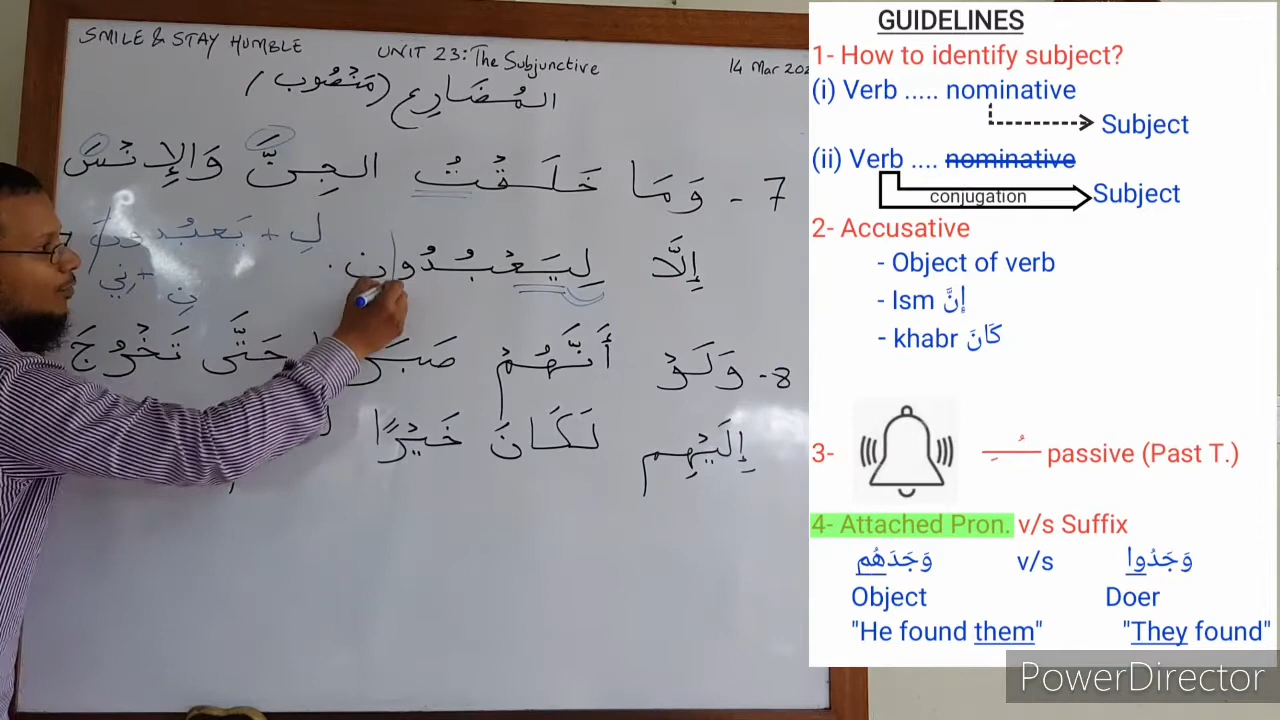 SMILE & STAY HUMBLE
UNIT 23: The Subjunctive
14 Mar 202
المُضَارِع (مَنْصُوب)
7 - وَمَا خَلَقْتُ الجِنَّ وَالإِنْسَ
إِلَّا لِيَعْبُدُونِ.
لِ + يَعبُدُونَ
نِ + نِي
8 - وَلَوْ أَنَّهُمْ صَبَرُوا حَتَّى تَخْرُجَ
إِلَيْهِم لَكَانَ خَيْرًا
GUIDELINES
1- How to identify subject?
(i) Verb ..... nominative
Subject
(ii) Verb .... nominative
conjugation
Subject
2- Accusative
- Object of verb
- Ism إِنَّ
- khabr كَانَ
3- passive (Past T.)
4- Attached Pron. v/s Suffix
وَجَدَهُم v/s وَجَدُوا
Object Doer
"He found them" "They found"
PowerDirector